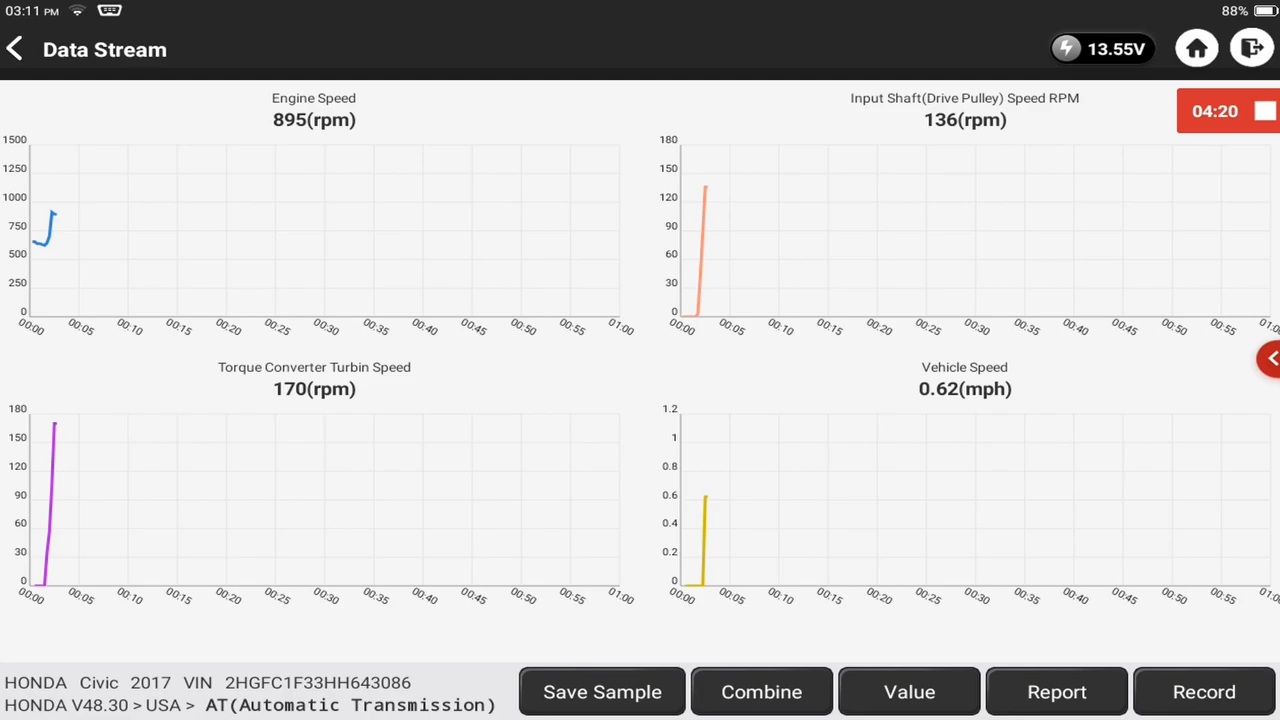 03:11 PM
88%
Data Stream
13.55V
Engine Speed
895(rpm)
1500
1250
1000
750
500
250
0
00:00 00:05 00:10 00:15 00:20 00:25 00:30 00:35 00:40 00:45 00:50 00:55 01:00
Input Shaft(Drive Pulley) Speed RPM
136(rpm)
04:20
180
150
120
90
60
30
0
00:00 00:05 00:10 00:15 00:20 00:25 00:30 00:35 00:40 00:45 00:50 00:55 01:0
Torque Converter Turbin Speed
170(rpm)
180
150
120
90
60
30
0
00:00 00:05 00:10 00:15 00:20 00:25 00:30 00:35 00:40 00:45 00:50 00:55 01:00
Vehicle Speed
0.62(mph)
1.2
1
0.8
0.6
0.4
0.2
0
00:00 00:05 00:10 00:15 00:20 00:25 00:30 00:35 00:40 00:45 00:50 00:55 01:0
HONDA Civic 2017 VIN 2HGFC1F33HH643086
HONDA V48.30 > USA > AT(Automatic Transmission)
Save Sample
Combine
Value
Report
Record